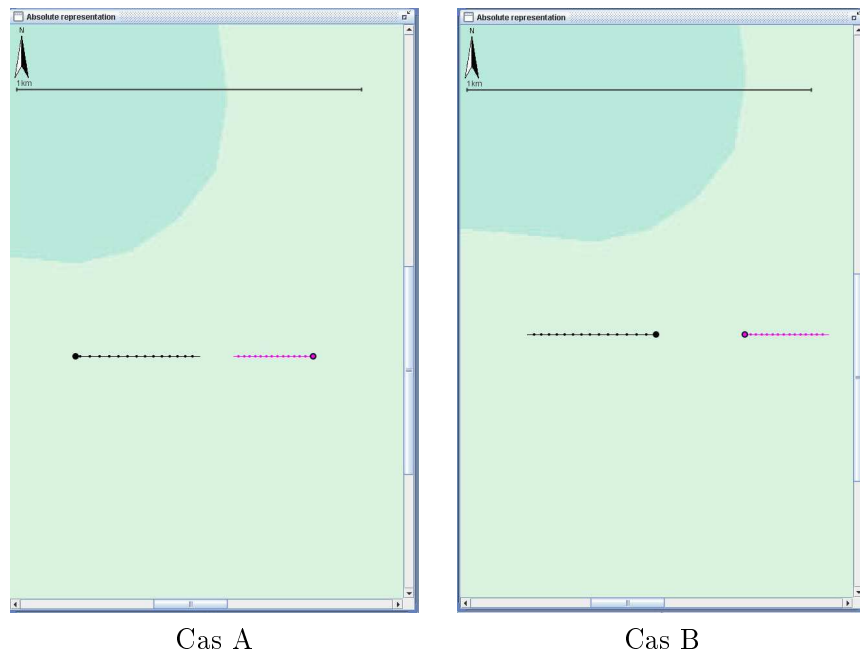 Absolute representation
N
1km
Absolute representation
N
1km
Cas A
Cas B